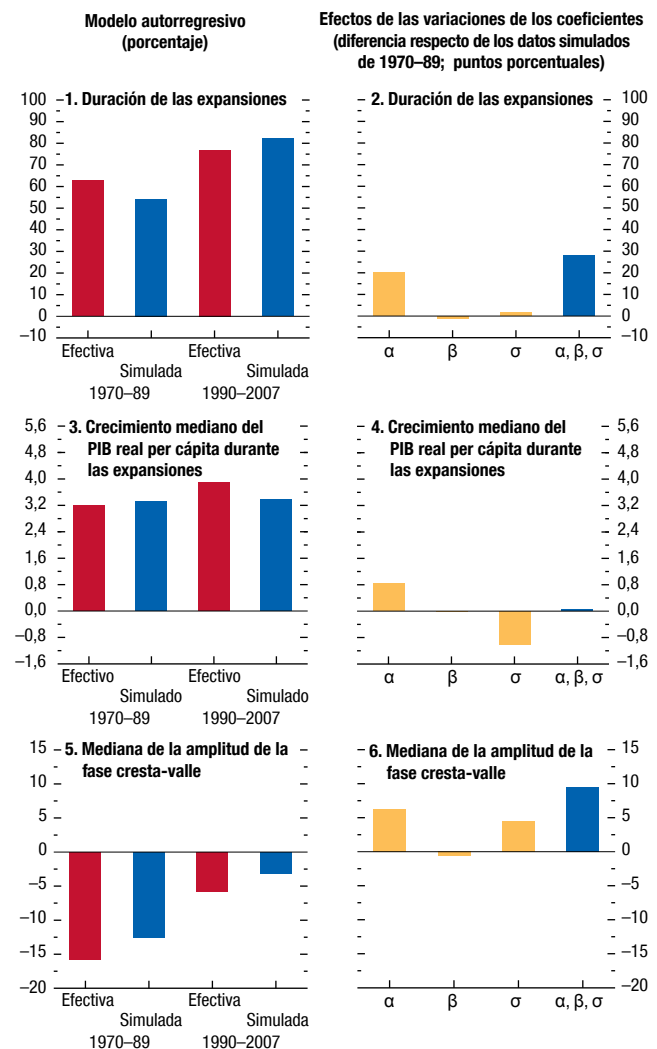 Modelo autorregresivo
(porcentaje)
Efectos de las variaciones de los coeficientes
(diferencia respecto de los datos simulados
de 1970–89; puntos porcentuales)
1. Duración de las expansiones
100
90
80
70
60
50
40
30
20
10
0
–10
Efectiva
Simulada
Efectiva
Simulada
1970–89
1990–2007
2. Duración de las expansiones
100
90
80
70
60
50
40
30
20
10
0
–10
α
β
σ
α, β, σ
3. Crecimiento mediano del
PIB real per cápita durante
las expansiones
5,6
4,8
4,0
3,2
2,4
1,6
0,8
0,0
–0,8
–1,6
Efectivo
Simulado
Efectivo
Simulado
1970–89
1990–2007
4. Crecimiento mediano del
PIB real per cápita durante
las expansiones
5,6
4,8
4,0
3,2
2,4
1,6
0,8
0,0
–0,8
–1,6
α
β
σ
α, β, σ
5. Mediana de la amplitud de la
fase cresta-valle
15
10
5
0
–5
–10
–15
–20
Efectiva
Simulada
Efectiva
Simulada
1970–89
1990–2007
6. Mediana de la amplitud de la
fase cresta-valle
15
10
5
0
–5
–10
–15
–20
α
β
σ
α, β, σ